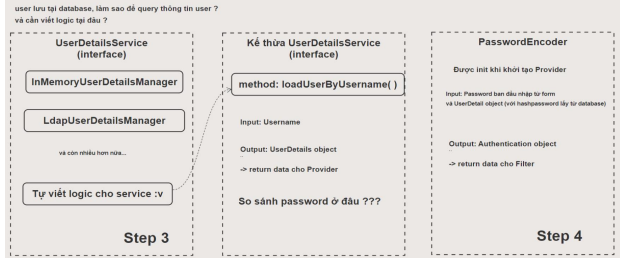 user lưu tại database, làm sao để query thông tin user ?
và cần viết logic tại đâu ?
UserDetailsService
(interface)
InMemoryUserDetailsManager
LdapUserDetailsManager
và còn nhiều hơn nữa...
Tự viết logic cho service :v
Step 3
Kế thừa UserDetailsService
(interface)
method: loadUserByUsername( )
Input: Username
Output: UserDetails object
-> return data cho Provider
So sánh password ở đâu ???
PasswordEncoder
Được init khi khởi tạo Provider
Input: Password ban đầu nhập từ form
và UserDetail object (với hashpassword lấy từ database)
Output: Authentication object
-> return data cho Filter
Step 4